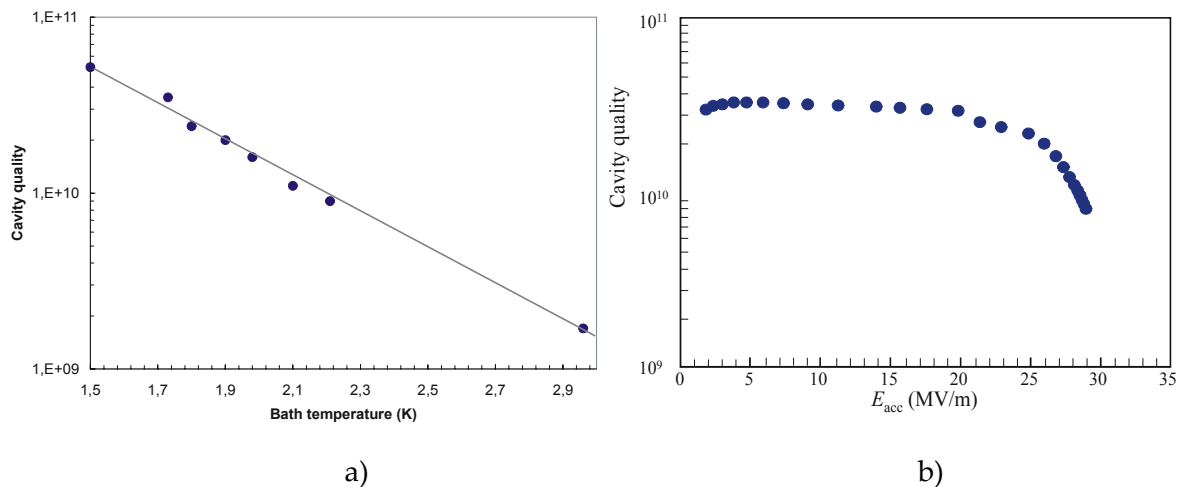 1,E+11
1,E+10
1,E+09
Cavity quality
1,5 1,7 1,9 2,1 2,3 2,5 2,7 2,9
Bath temperature (K)
a)
10¹¹
10¹⁰
10⁹
Cavity quality
0 5 10 15 20 25 30 35
E_acc (MV/m)
b)